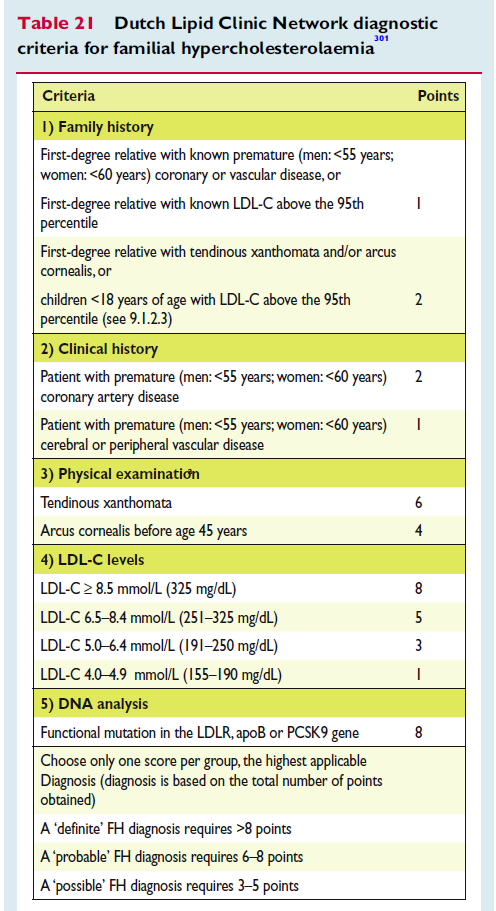 Table 21 Dutch Lipid Clinic Network diagnostic
criteria for familial hypercholesterolaemia301
Criteria Points
1) Family history
First-degree relative with known premature (men: <55 years;
women: <60 years) coronary or vascular disease, or
First-degree relative with known LDL-C above the 95th 1
percentile
First-degree relative with tendinous xanthomata and/or arcus
cornealis, or
children <18 years of age with LDL-C above the 95th 2
percentile (see 9.1.2.3)
2) Clinical history
Patient with premature (men: <55 years; women: <60 years) 2
coronary artery disease
Patient with premature (men: <55 years; women: <60 years) 1
cerebral or peripheral vascular disease
3) Physical examination
Tendinous xanthomata 6
Arcus cornealis before age 45 years 4
4) LDL-C levels
LDL-C ≥ 8.5 mmol/L (325 mg/dL) 8
LDL-C 6.5–8.4 mmol/L (251–325 mg/dL) 5
LDL-C 5.0–6.4 mmol/L (191–250 mg/dL) 3
LDL-C 4.0–4.9 mmol/L (155–190 mg/dL) 1
5) DNA analysis
Functional mutation in the LDLR, apoB or PCSK9 gene 8
Choose only one score per group, the highest applicable
Diagnosis (diagnosis is based on the total number of points
obtained)
A 'definite' FH diagnosis requires >8 points
A 'probable' FH diagnosis requires 6–8 points
A 'possible' FH diagnosis requires 3–5 points